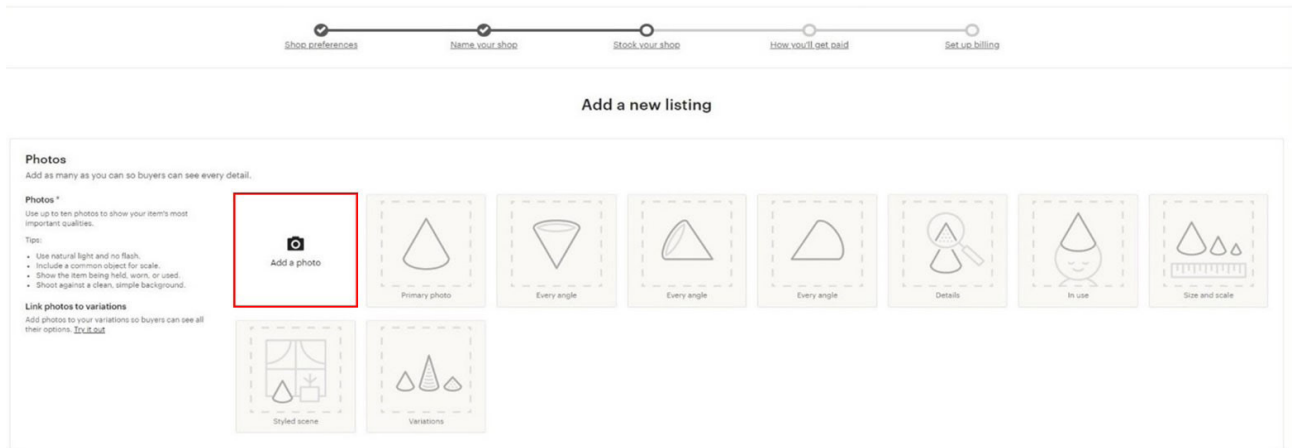 Shop preferences
Name your shop
Stock your shop
How you'll get paid
Set up billing
Add a new listing
Photos
Add as many as you can so buyers can see every detail.
Photos *
Use up to ten photos to show your item's most
important qualities.
Tips:
• Use natural light and no flash.
• Include a common object for scale.
• Show the item being held, worn, or used.
• Shoot against a clean, simple background.
Link photos to variations
Add photos to your variations so buyers can see all
their options. Try it out
Add a photo
Primary photo
Every angle
Every angle
Every angle
Details
In use
Size and scale
Styled scene
Variations